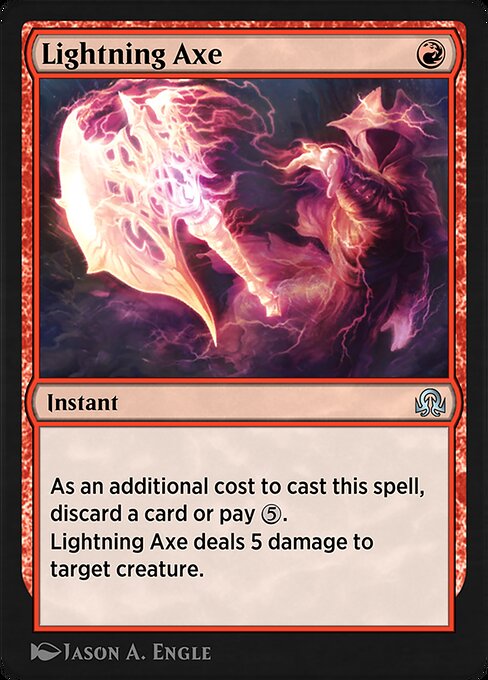 Lightning Axe
Instant
As an additional cost to cast this spell,
discard a card or pay 5.
Lightning Axe deals 5 damage to
target creature.
Jason A. Engle